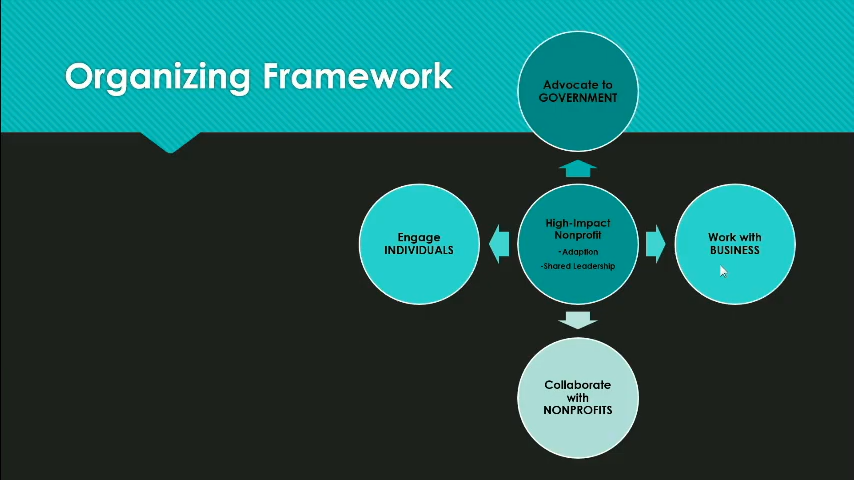 Organizing Framework
Advocate to
GOVERNMENT
Engage
INDIVIDUALS
High-Impact
Nonprofit
-Adaption
-Shared Leadership
Work with
BUSINESS
Collaborate
with
NONPROFITS